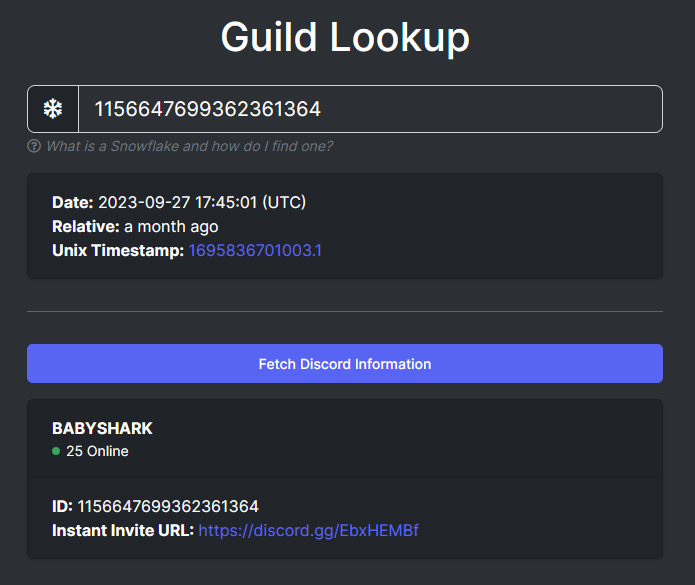 Guild Lookup
1156647699362361364
What is a Snowflake and how do I find one?
Date: 2023-09-27 17:45:01 (UTC)
Relative: a month ago
Unix Timestamp: 1695836701003.1
Fetch Discord Information
BABYSHARK
25 Online
ID: 1156647699362361364
Instant Invite URL: https://discord.gg/EbxHEMBf